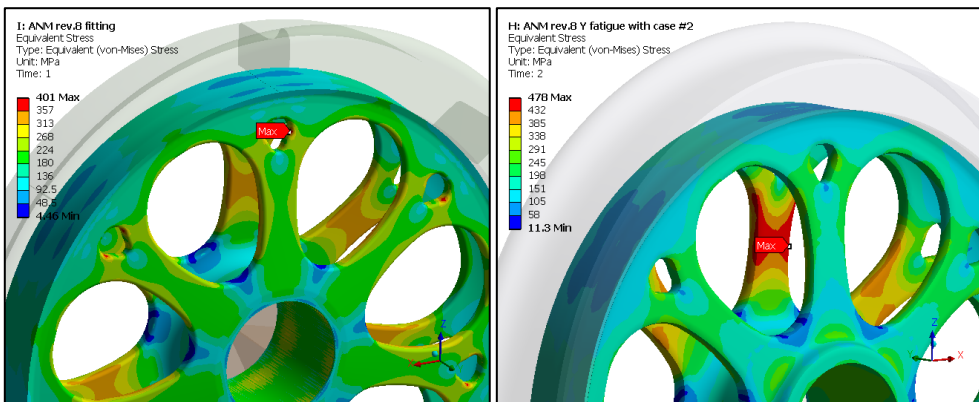 I: ANM rev.8 fitting
Equivalent Stress
Type: Equivalent (von-Mises) Stress
Unit: MPa
Time: 1
401 Max
357
313
268
224
180
136
92.5
48.5
4.46 Min
Max
Z
H: ANM rev.8 Y fatigue with case #2
Equivalent Stress
Type: Equivalent (von-Mises) Stress
Unit: MPa
Time: 2
478 Max
432
385
338
291
245
198
151
105
58
11.3 Min
Max
Z
X